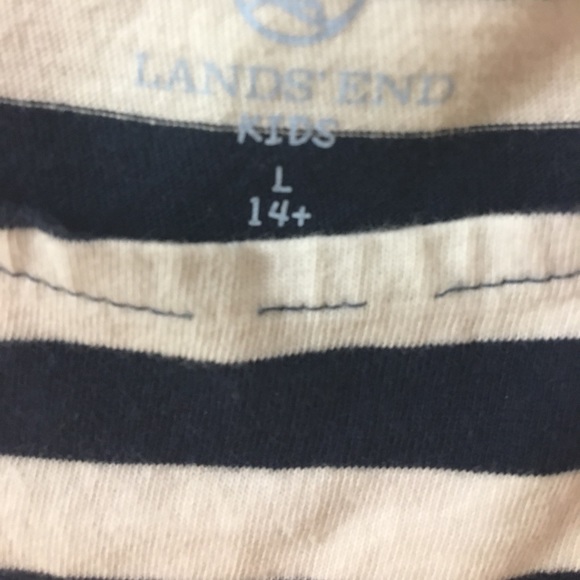 LANDS' END
KIDS
L
14+